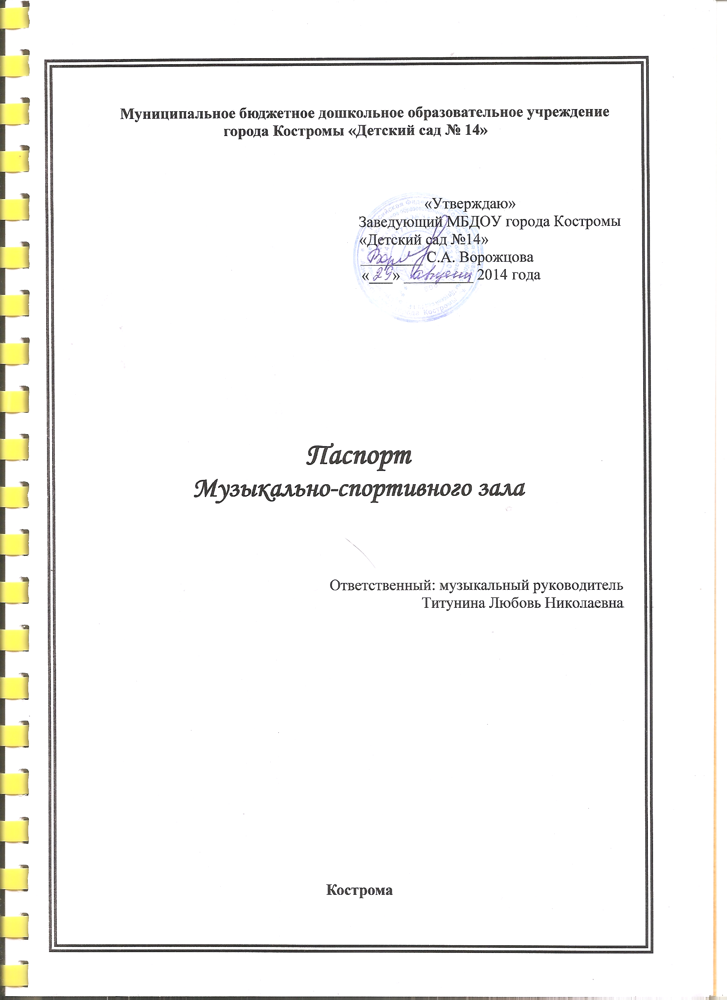 Муниципальное бюджетное дошкольное образовательное учреждение
города Костромы «Детский сад № 14»
«Утверждаю»
Заведующий МБДОУ города Костромы
«Детский сад №14»
С.А. Ворожцова
«29» августа 2014 года
Паспорт
Музыкально-спортивного зала
Ответственный: музыкальный руководитель
Титунина Любовь Николаевна
Кострома